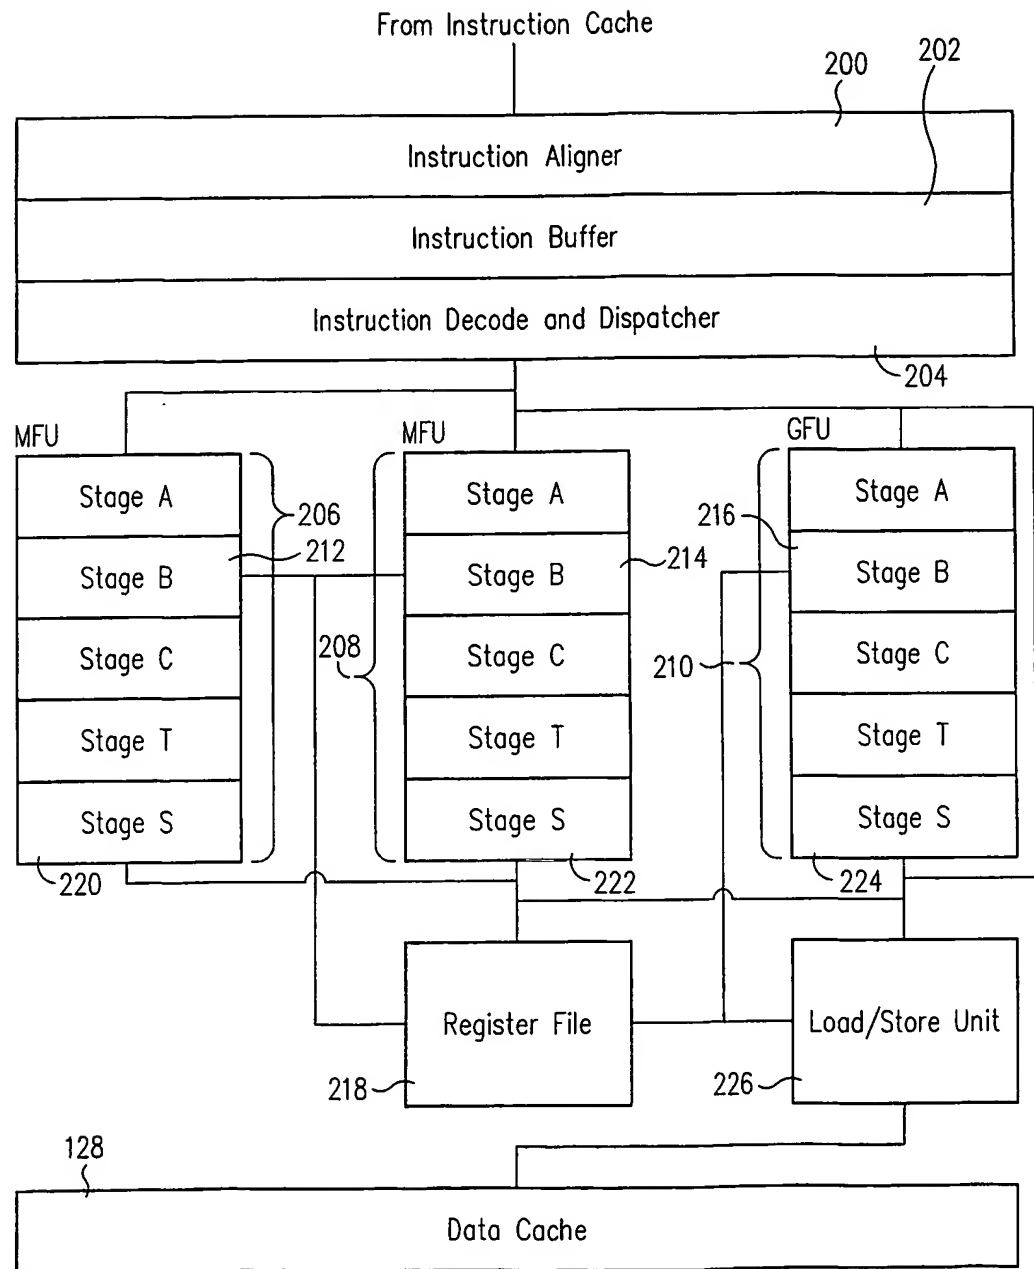 From Instruction Cache
200
202
Instruction Aligner
Instruction Buffer
Instruction Decode and Dispatcher
204
MFU
MFU
GFU
Stage A
Stage B
Stage C
Stage T
Stage S
206
212
220
208
Stage A
Stage B
Stage C
Stage T
Stage S
214
222
216
210
Stage A
Stage B
Stage C
Stage T
Stage S
224
Register File
218
Load/Store Unit
226
128
Data Cache